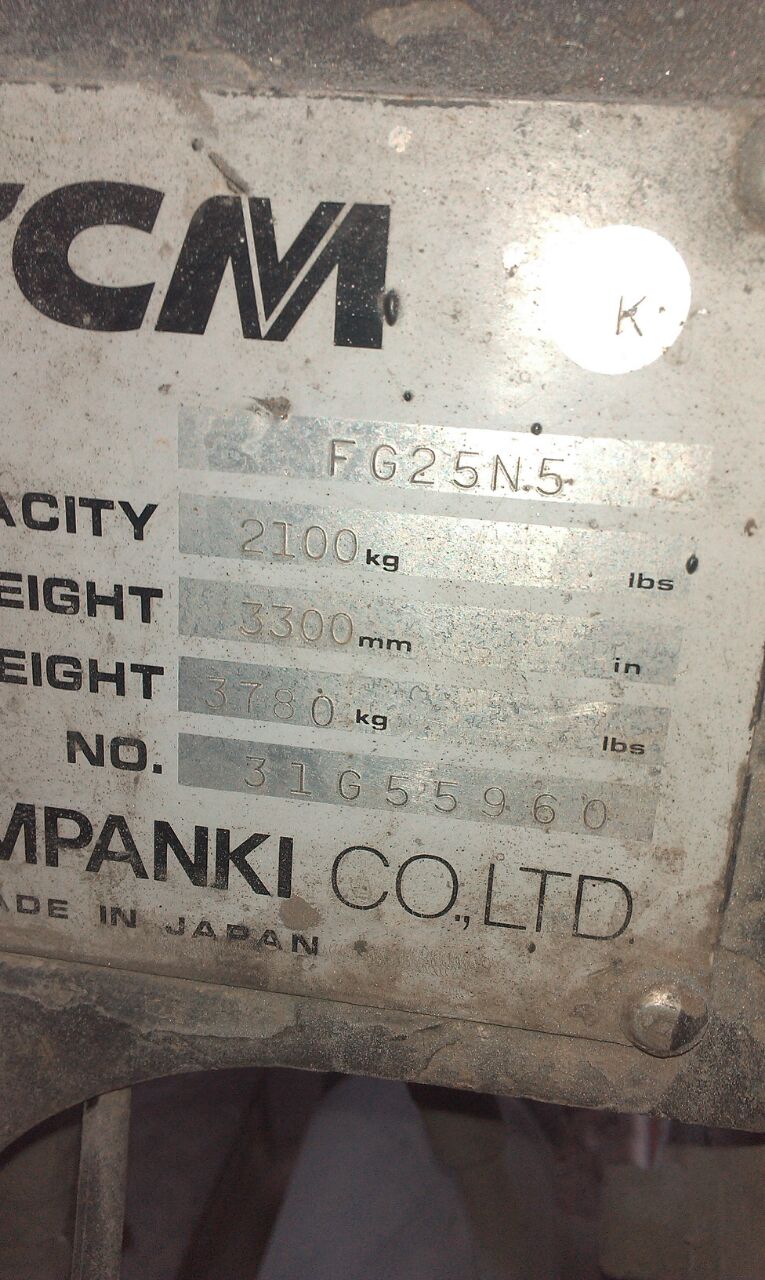 TCM
K
FG25N5
ACITY 2100 kg lbs
EIGHT 3300 mm in
EIGHT 3780 kg lbs
NO. 31G55960
MPANKI CO., LTD.
ADE IN JAPAN